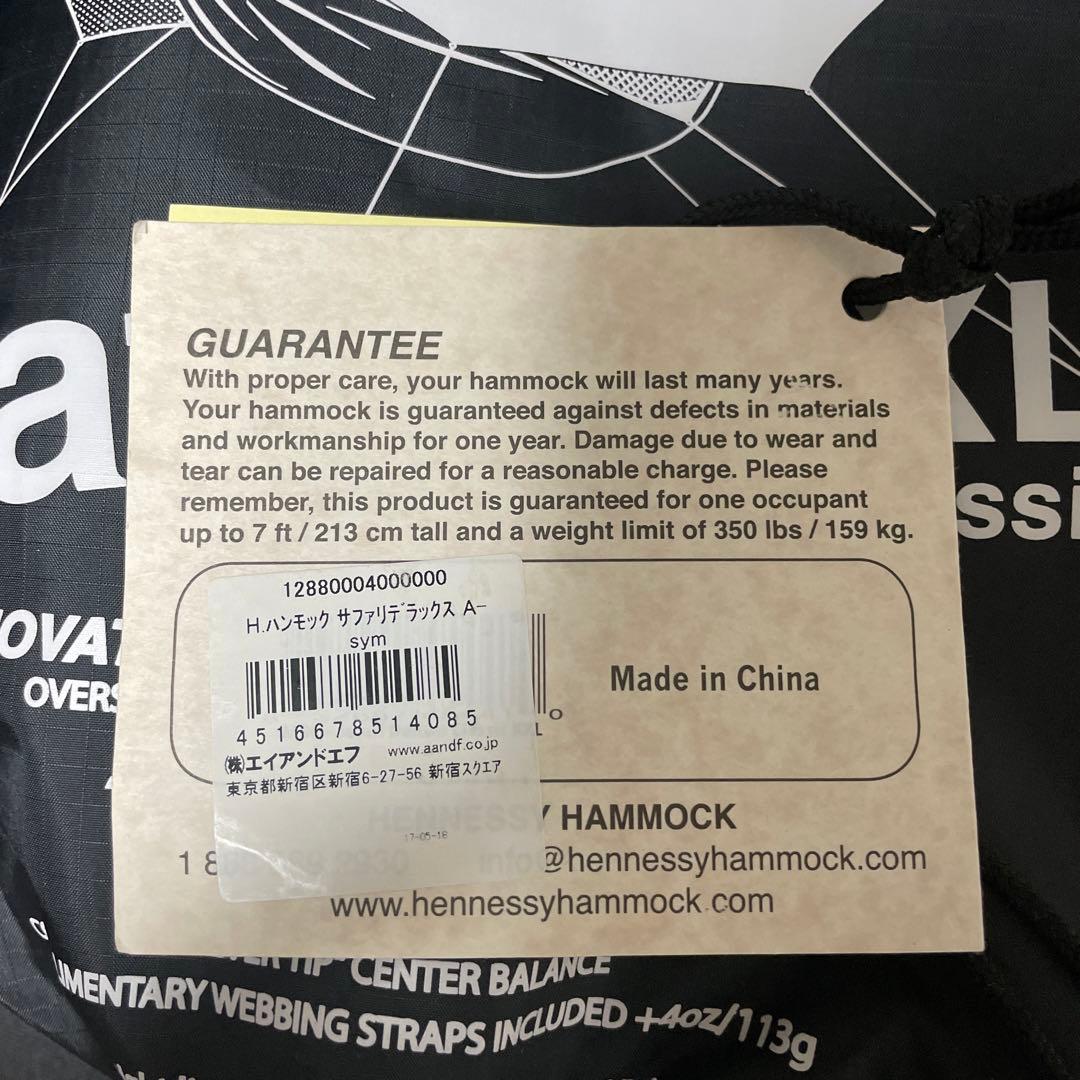 XL
GUARANTEE
With proper care, your hammock will last many years.
Your hammock is guaranteed against defects in materials
and workmanship for one year. Damage due to wear and
tear can be repaired for a reasonable charge. Please
remember, this product is guaranteed for one occupant
up to 7 ft / 213 cm tall and a weight limit of 350 lbs / 159 kg.
12880004000000
H.ハンモック サファリデラックス A-
sym
4516678514085
㈱エイアンドエフ www.aandf.co.jp
東京都新宿区新宿6-27-56 新宿スクエア
17-05-18
Made in China
HENNESSY HAMMOCK
info@hennessyhammock.com
www.hennessyhammock.com
CENTER BALANCE
WEBBING STRAPS INCLUDED +4oz/113g